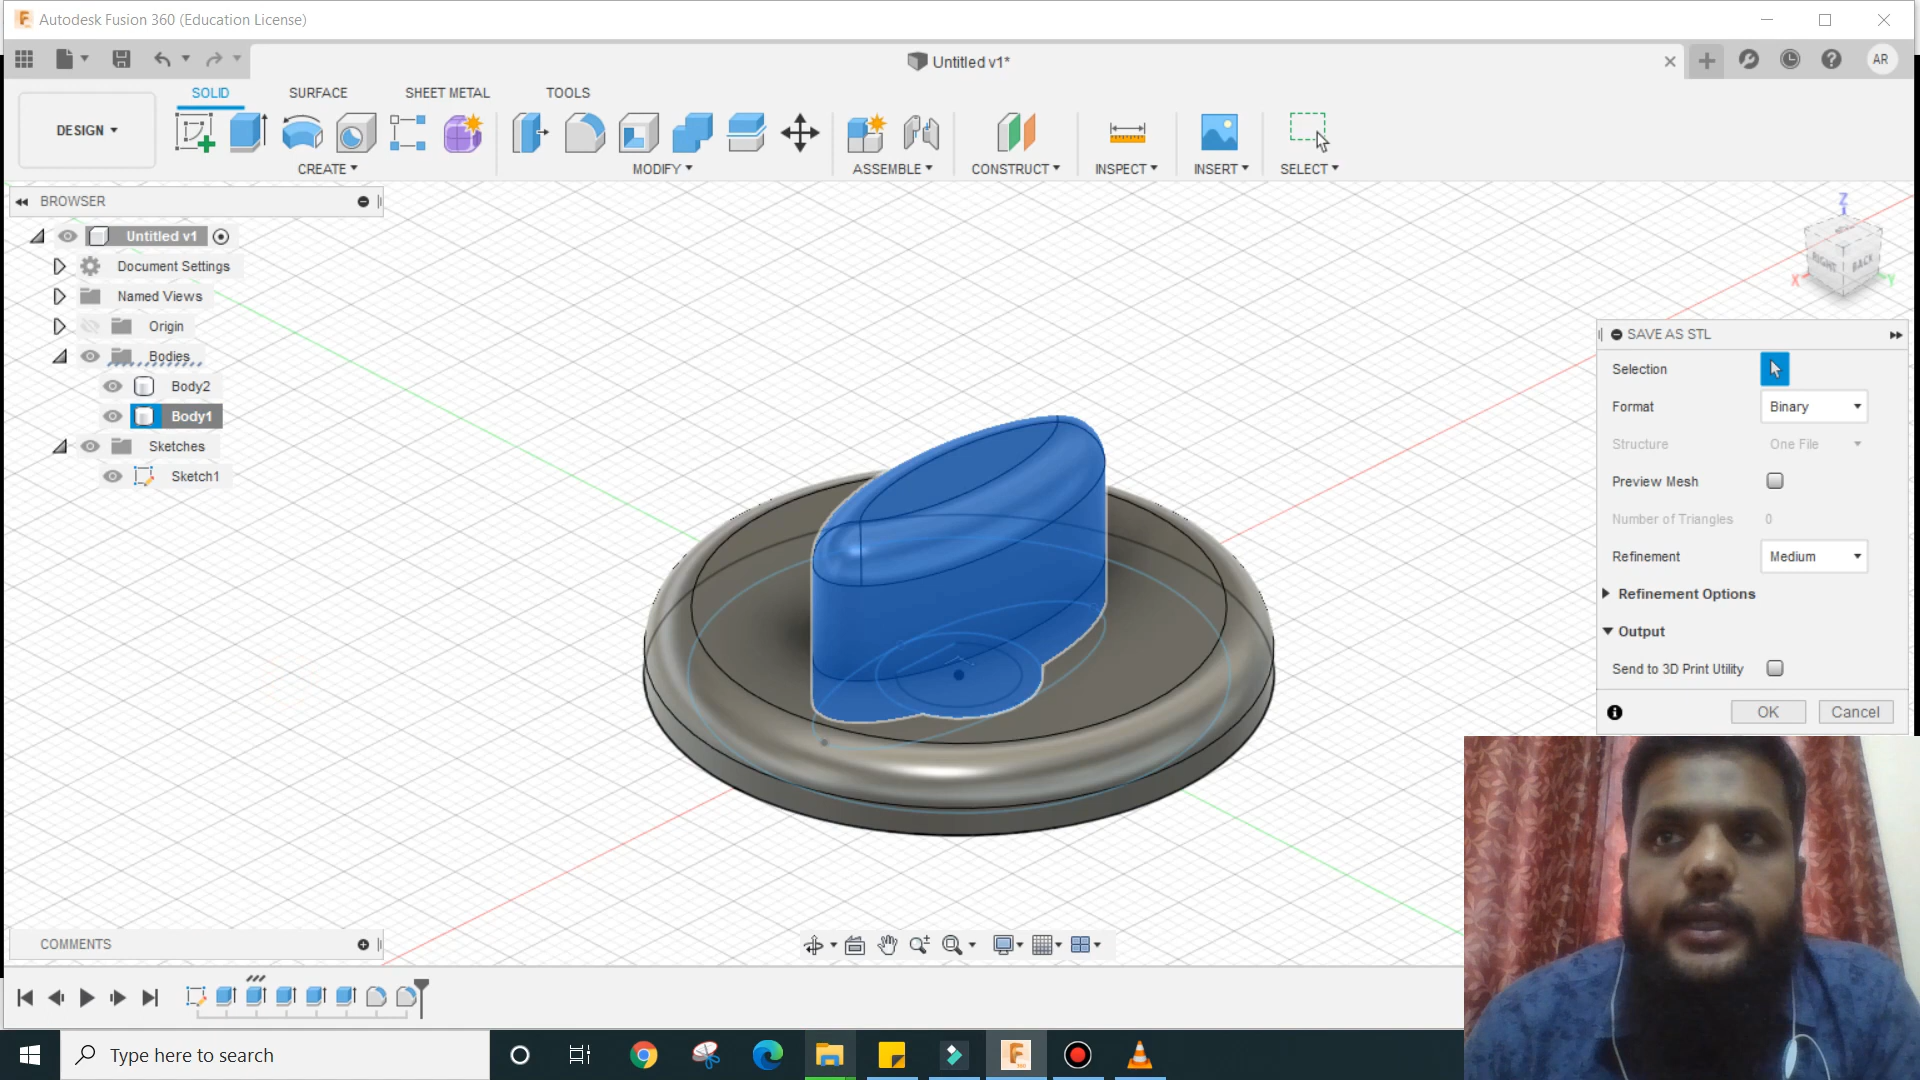 Autodesk Fusion 360 (Education License)
Untitled v1*
AR
DESIGN
SOLID SURFACE SHEET METAL TOOLS
CREATE MODIFY ASSEMBLE CONSTRUCT INSPECT INSERT SELECT
BROWSER
Untitled v1
Document Settings
Named Views
Origin
Bodies
Body2
Body1
Sketches
Sketch1
Z
RIGHT BACK
X Y
SAVE AS STL
Selection
Format Binary
Structure One File
Preview Mesh
Number of Triangles 0
Refinement Medium
Refinement Options
Output
Send to 3D Print Utility
OK Cancel
COMMENTS
Type here to search